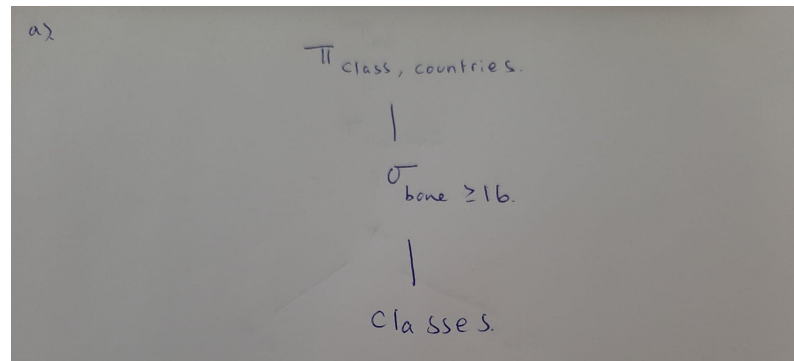 a)
π class, countries.
σ bore ≥ 16.
Classes.